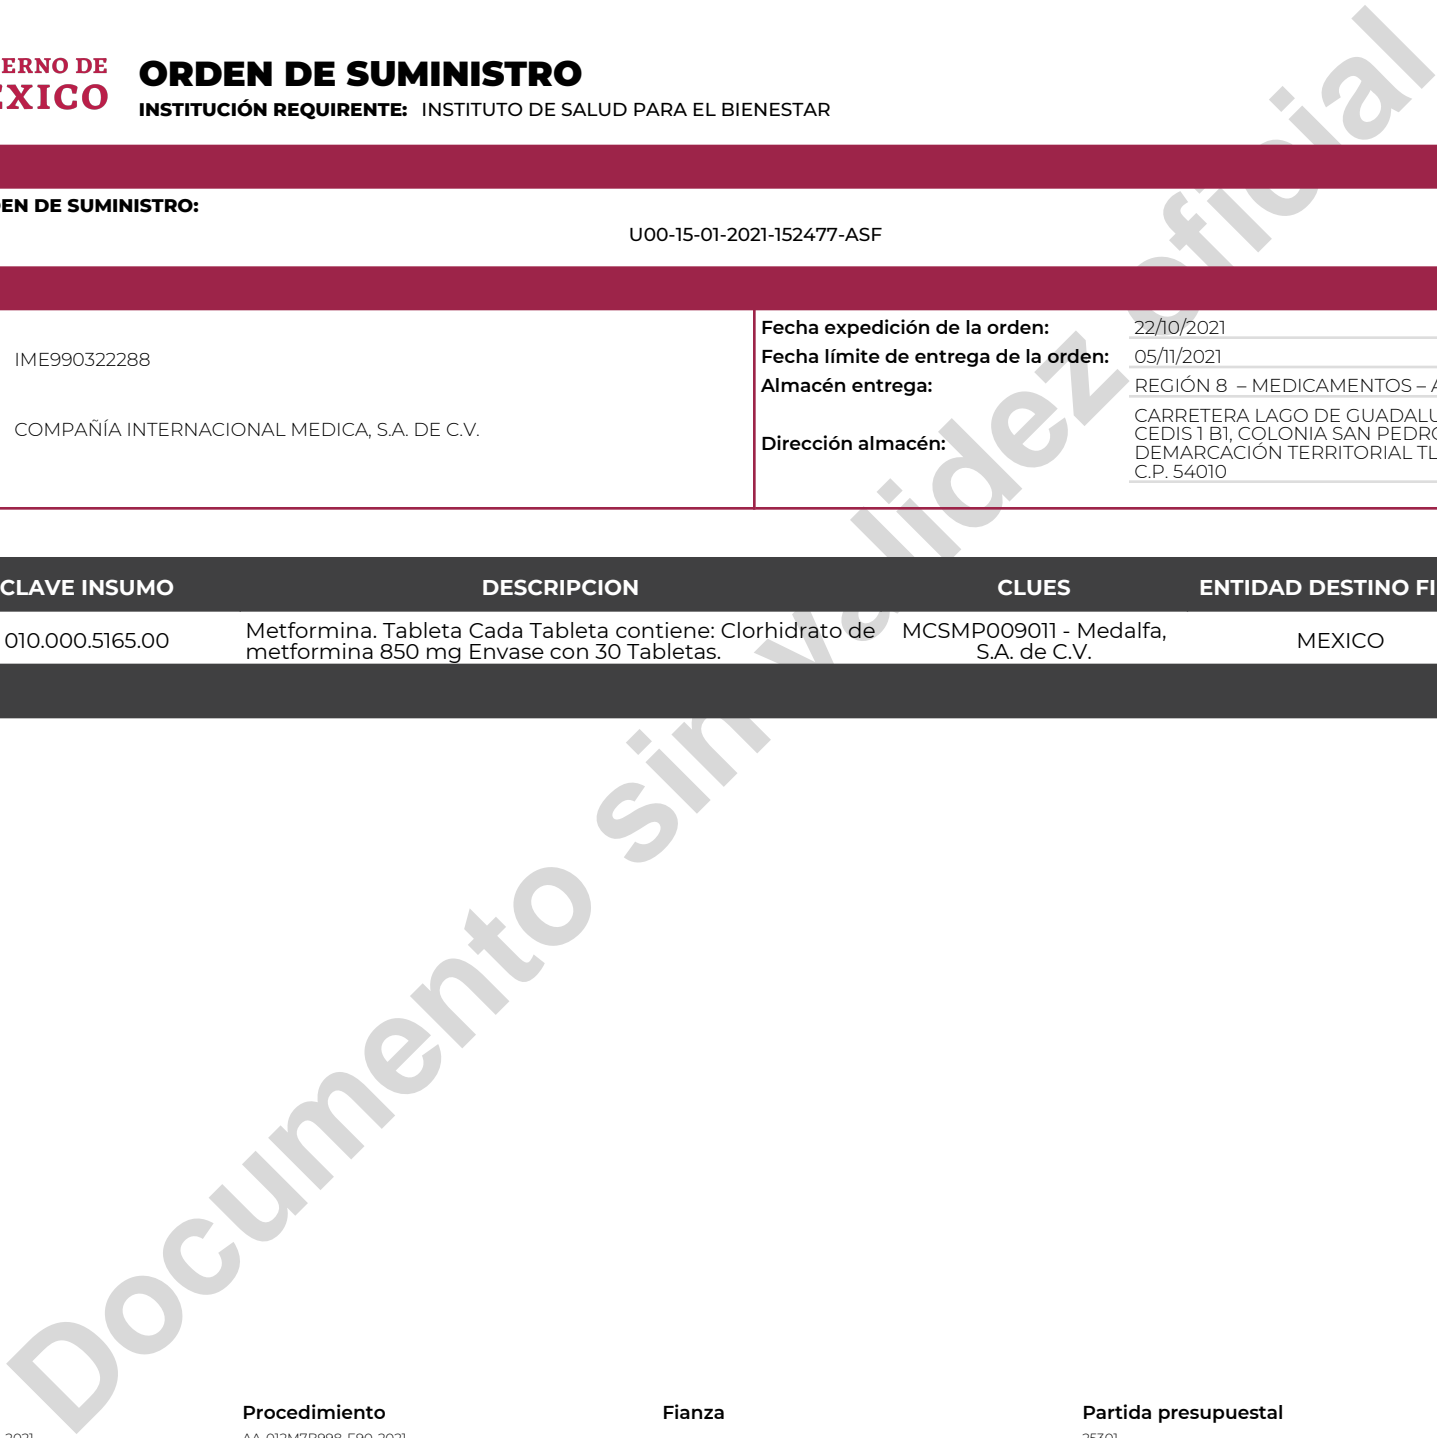 ERNO DE
EXICO
ORDEN DE SUMINISTRO
INSTITUCIÓN REQUIRENTE: INSTITUTO DE SALUD PARA EL BIENESTAR
EN DE SUMINISTRO:
U00-15-01-2021-152477-ASF
IME990322288
COMPAÑÍA INTERNACIONAL MEDICA, S.A. DE C.V.
Fecha expedición de la orden: 22/10/2021
Fecha límite de entrega de la orden: 05/11/2021
Almacén entrega: REGIÓN 8 – MEDICAMENTOS – A
Dirección almacén:
CARRETERA LAGO DE GUADALU
CEDIS 1 B1, COLONIA SAN PEDRO
DEMARCACIÓN TERRITORIAL TL
C.P. 54010
CLAVE INSUMO DESCRIPCION CLUES ENTIDAD DESTINO FI
010.000.5165.00
Metformina. Tableta Cada Tableta contiene: Clorhidrato de
metformina 850 mg Envase con 30 Tabletas.
MCSMP009011 - Medalfa,
S.A. de C.V.
MEXICO
Documento sin validez oficial
Procedimiento Fianza Partida presupuestal